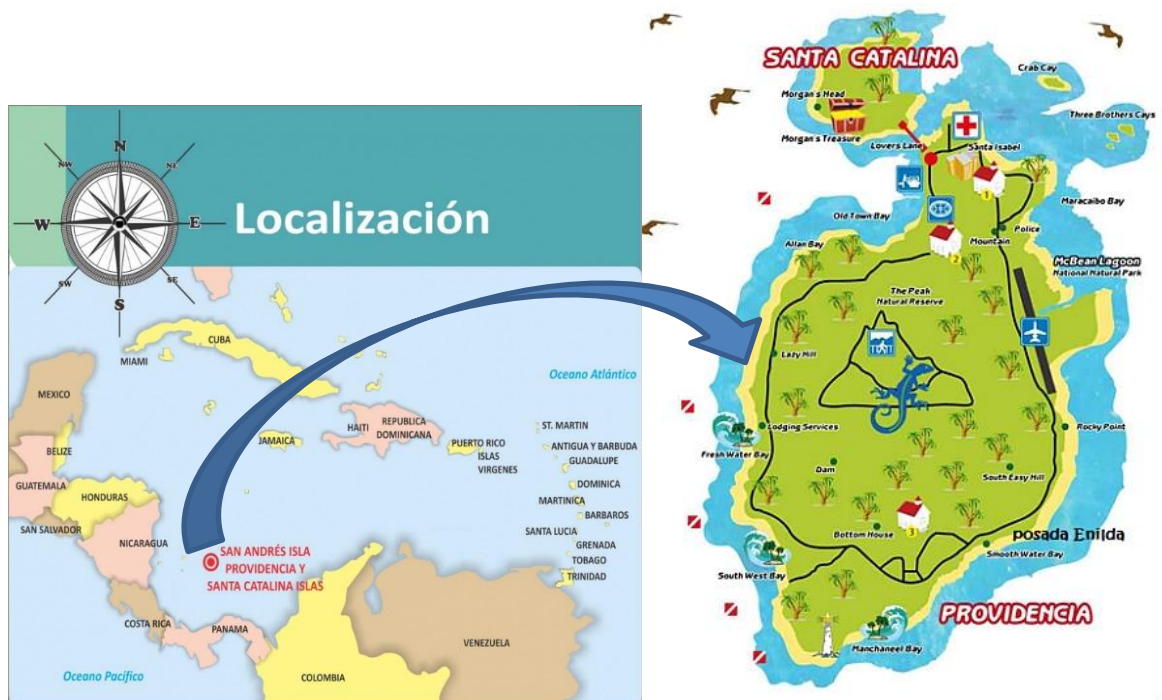 N
NW
NE
W
E
SW
SE
S
Localización
MIAMI
CUBA
Oceano Atlántico
MEXICO
BELIZE
JAMAICA
HAITI
REPUBLICA
DOMINICANA
PUERTO RICO
ISLAS
VIRGENES
ST. MARTIN
ANTIGUA Y BARBUDA
GUADALUPE
GUATEMALA
HONDURAS
DOMINICA
MARTINICA
BARBAROS
SAN SALVADOR
NICARAGUA
SANTA LUCIA
GRENADA
TOBAGO
TRINIDAD
SAN ANDRÉS ISLA
PROVIDENCIA Y
SANTA CATALINA ISLAS
COSTA RICA
PANAMA
VENEZUELA
COLOMBIA
Oceano Pacífico
SANTA CATALINA
Crab Cay
Morgan's Head
Three Brothers Cays
Morgan's Treasure
Lovers Lane
Santa Isabel
1
Maracaibo Bay
Old Town Bay
Police
Mountain
Allan Bay
2
McBean Lagoon
National Natural Park
The Peak
Natural Reserve
Lazy Hill
Lodging Services
Rocky Point
Fresh Water Bay
Dam
South Easy Hill
Bottom House
3
posada Enilda
Smooth Water Bay
South West Bay
PROVIDENCIA
Manchaneel Bay